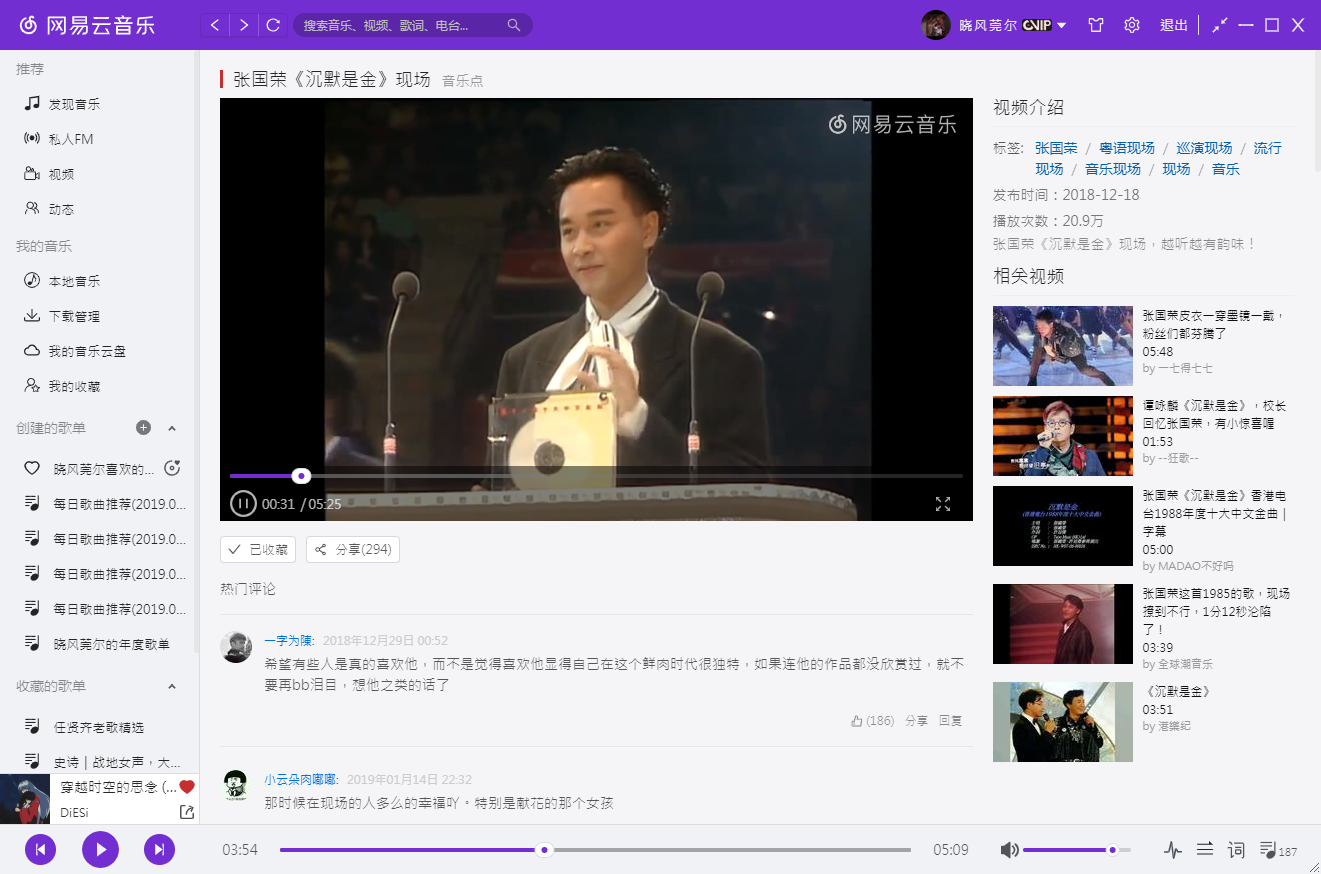 网易云音乐
搜索音乐、视频、歌词、电台...
晓风莞尔 CVIP
退出
推荐
发现音乐
私人FM
视频
动态
我的音乐
本地音乐
下载管理
我的音乐云盘
我的收藏
创建的歌单
晓风莞尔喜欢的...
每日歌曲推荐(2019.0...
每日歌曲推荐(2019.0...
每日歌曲推荐(2019.0...
每日歌曲推荐(2019.0...
晓风莞尔的年度歌单
收藏的歌单
任贤齐老歌精选
史诗 | 战地女声，大...
穿越时空的思念 (...
DiESi
张国荣《沉默是金》现场 音乐点
网易云音乐
00:31 / 05:25
已收藏
分享(294)
热门评论
一字为陳: 2018年12月29日 00:52
希望有些人是真的喜欢他，而不是觉得喜欢他显得自己在这个鲜肉时代很独特，如果连他的作品都没欣赏过，就不
要再bb泪目，想他之类的话了
(186) 分享 回复
小云朵肉嘟嘟: 2019年01月14日 22:32
那时候在现场的人多么的幸福吖。特别是献花的那个女孩
视频介绍
标签: 张国荣 / 粤语现场 / 巡演现场 / 流行
现场 / 音乐现场 / 现场 / 音乐
发布时间：2018-12-18
播放次数：20.9万
张国荣《沉默是金》现场，越听越有韵味！
相关视频
张国荣皮衣一穿墨镜一戴，
粉丝们都芬腾了
05:48
by 一七得七七
谭咏麟《沉默是金》，校长
回忆张国荣，有小惊喜喔
01:53
by --狂歌--
沉默是金
张国荣《沉默是金》香港电
台1988年度十大中文金曲 |
字幕
05:00
by MADAO不好吗
张国荣这首1985的歌，现场
撩到不行，1分12秒沦陷
了！
03:39
by 全球潮音乐
《沉默是金》
03:51
by 港樂纪
03:54
05:09
词
187